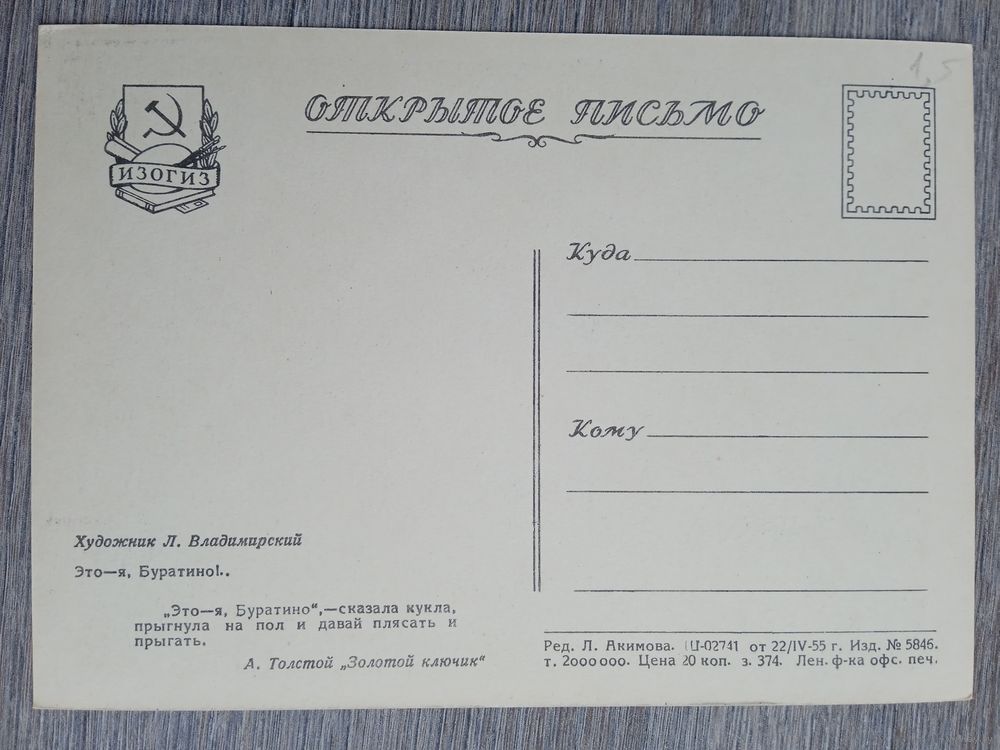 1,5
ОТКРЫТОЕ ПИСЬМО
ИЗОГИЗ
Куда
Кому
Художник Л. Владимирский
Это—я, Буратино!..
„Это—я, Буратино“,—сказала кукла,
прыгнула на пол и давай плясать и
прыгать.
А. Толстой „Золотой ключик“
Ред. Л. Акимова. Ш-02741 от 22/IV-55 г. Изд. № 5846.
т. 2000000. Цена 20 коп. з. 374. Лен. ф-ка офс. печ.